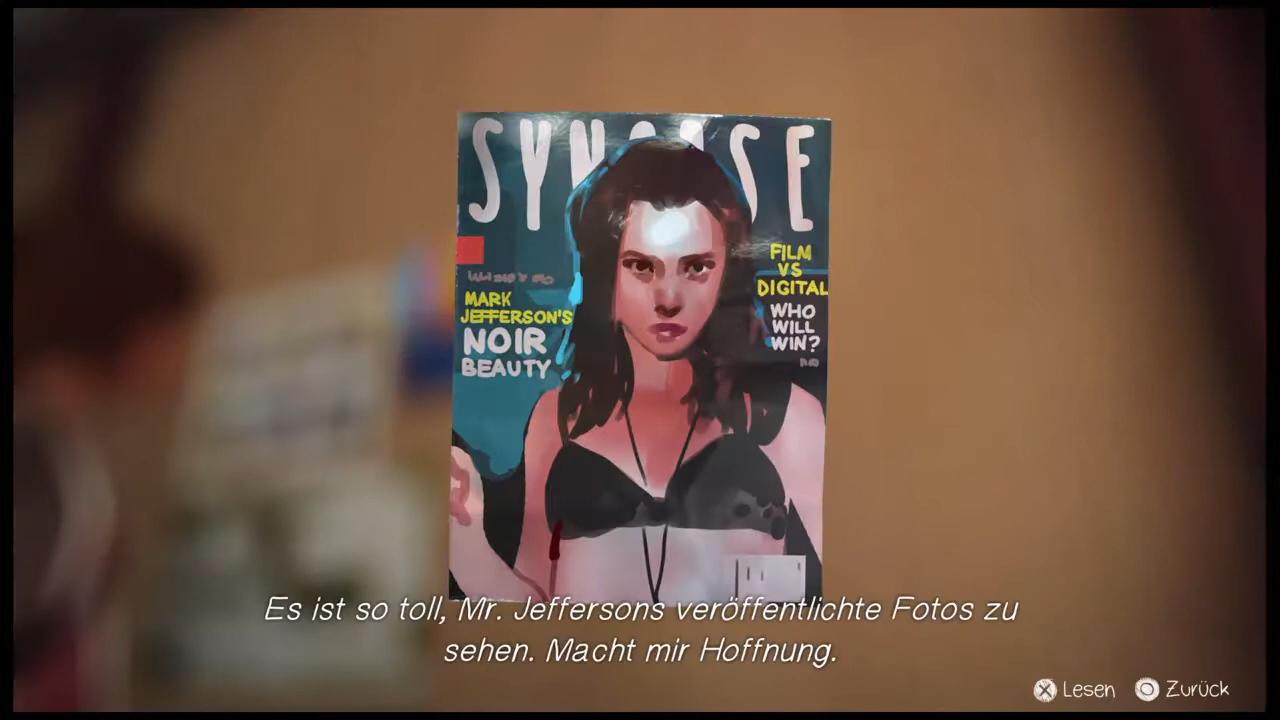 MARK
JEFFERSON'S
NOIR
BEAUTY
FILM
VS
DIGITAL
WHO
WILL
WIN?
Es ist so toll, Mr. Jeffersons veröffentlichte Fotos zu
sehen. Macht mir Hoffnung.
Lesen
Zurück